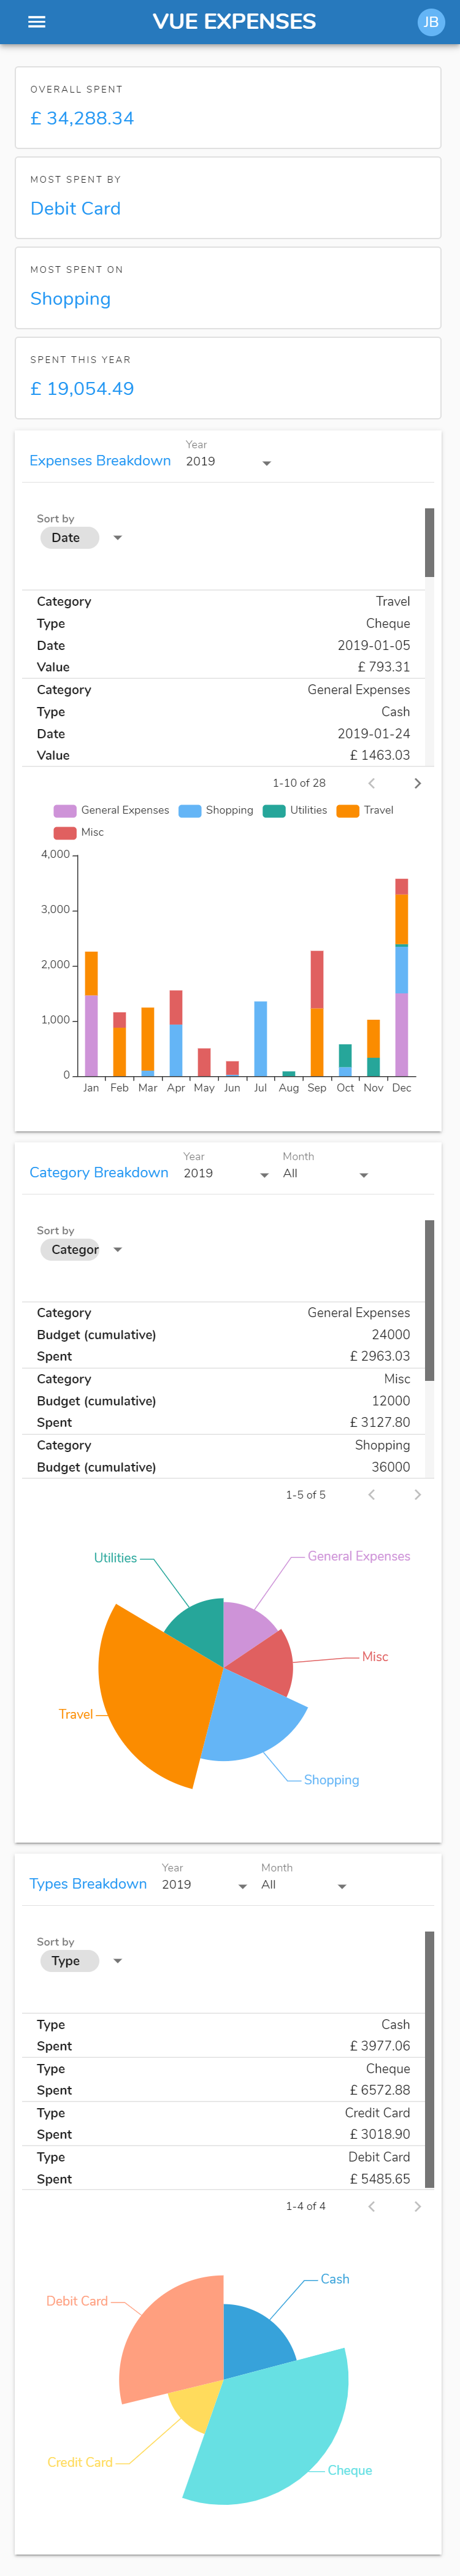 VUE EXPENSES
JB
OVERALL SPENT
£ 34,288.34
MOST SPENT BY
Debit Card
MOST SPENT ON
Shopping
SPENT THIS YEAR
£ 19,054.49
Expenses Breakdown
Year
2019
Sort by
Date
Category Travel
Type Cheque
Date 2019-01-05
Value £ 793.31
Category General Expenses
Type Cash
Date 2019-01-24
Value £ 1463.03
1-10 of 28
General Expenses Shopping Utilities Travel
Misc
4,000
3,000
2,000
1,000
0
Jan Feb Mar Apr May Jun Jul Aug Sep Oct Nov Dec
Category Breakdown
Year
2019
Month
All
Sort by
Categor
Category General Expenses
Budget (cumulative) 24000
Spent £ 2963.03
Category Misc
Budget (cumulative) 12000
Spent £ 3127.80
Category Shopping
Budget (cumulative) 36000
1-5 of 5
Utilities
General Expenses
Misc
Travel
Shopping
Types Breakdown
Year
2019
Month
All
Sort by
Type
Type Cash
Spent £ 3977.06
Type Cheque
Spent £ 6572.88
Type Credit Card
Spent £ 3018.90
Type Debit Card
Spent £ 5485.65
1-4 of 4
Cash
Debit Card
Credit Card
Cheque